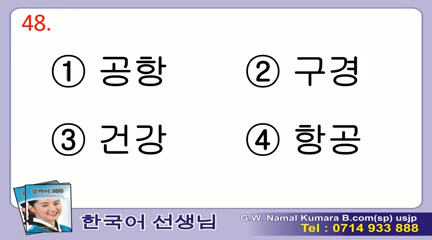 48.
① 공항 ② 구경
③ 건강 ④ 항공
한국어 선생님
G.W. Namal Kumara B.com(sp) usjp
Tel : 0714 933 888